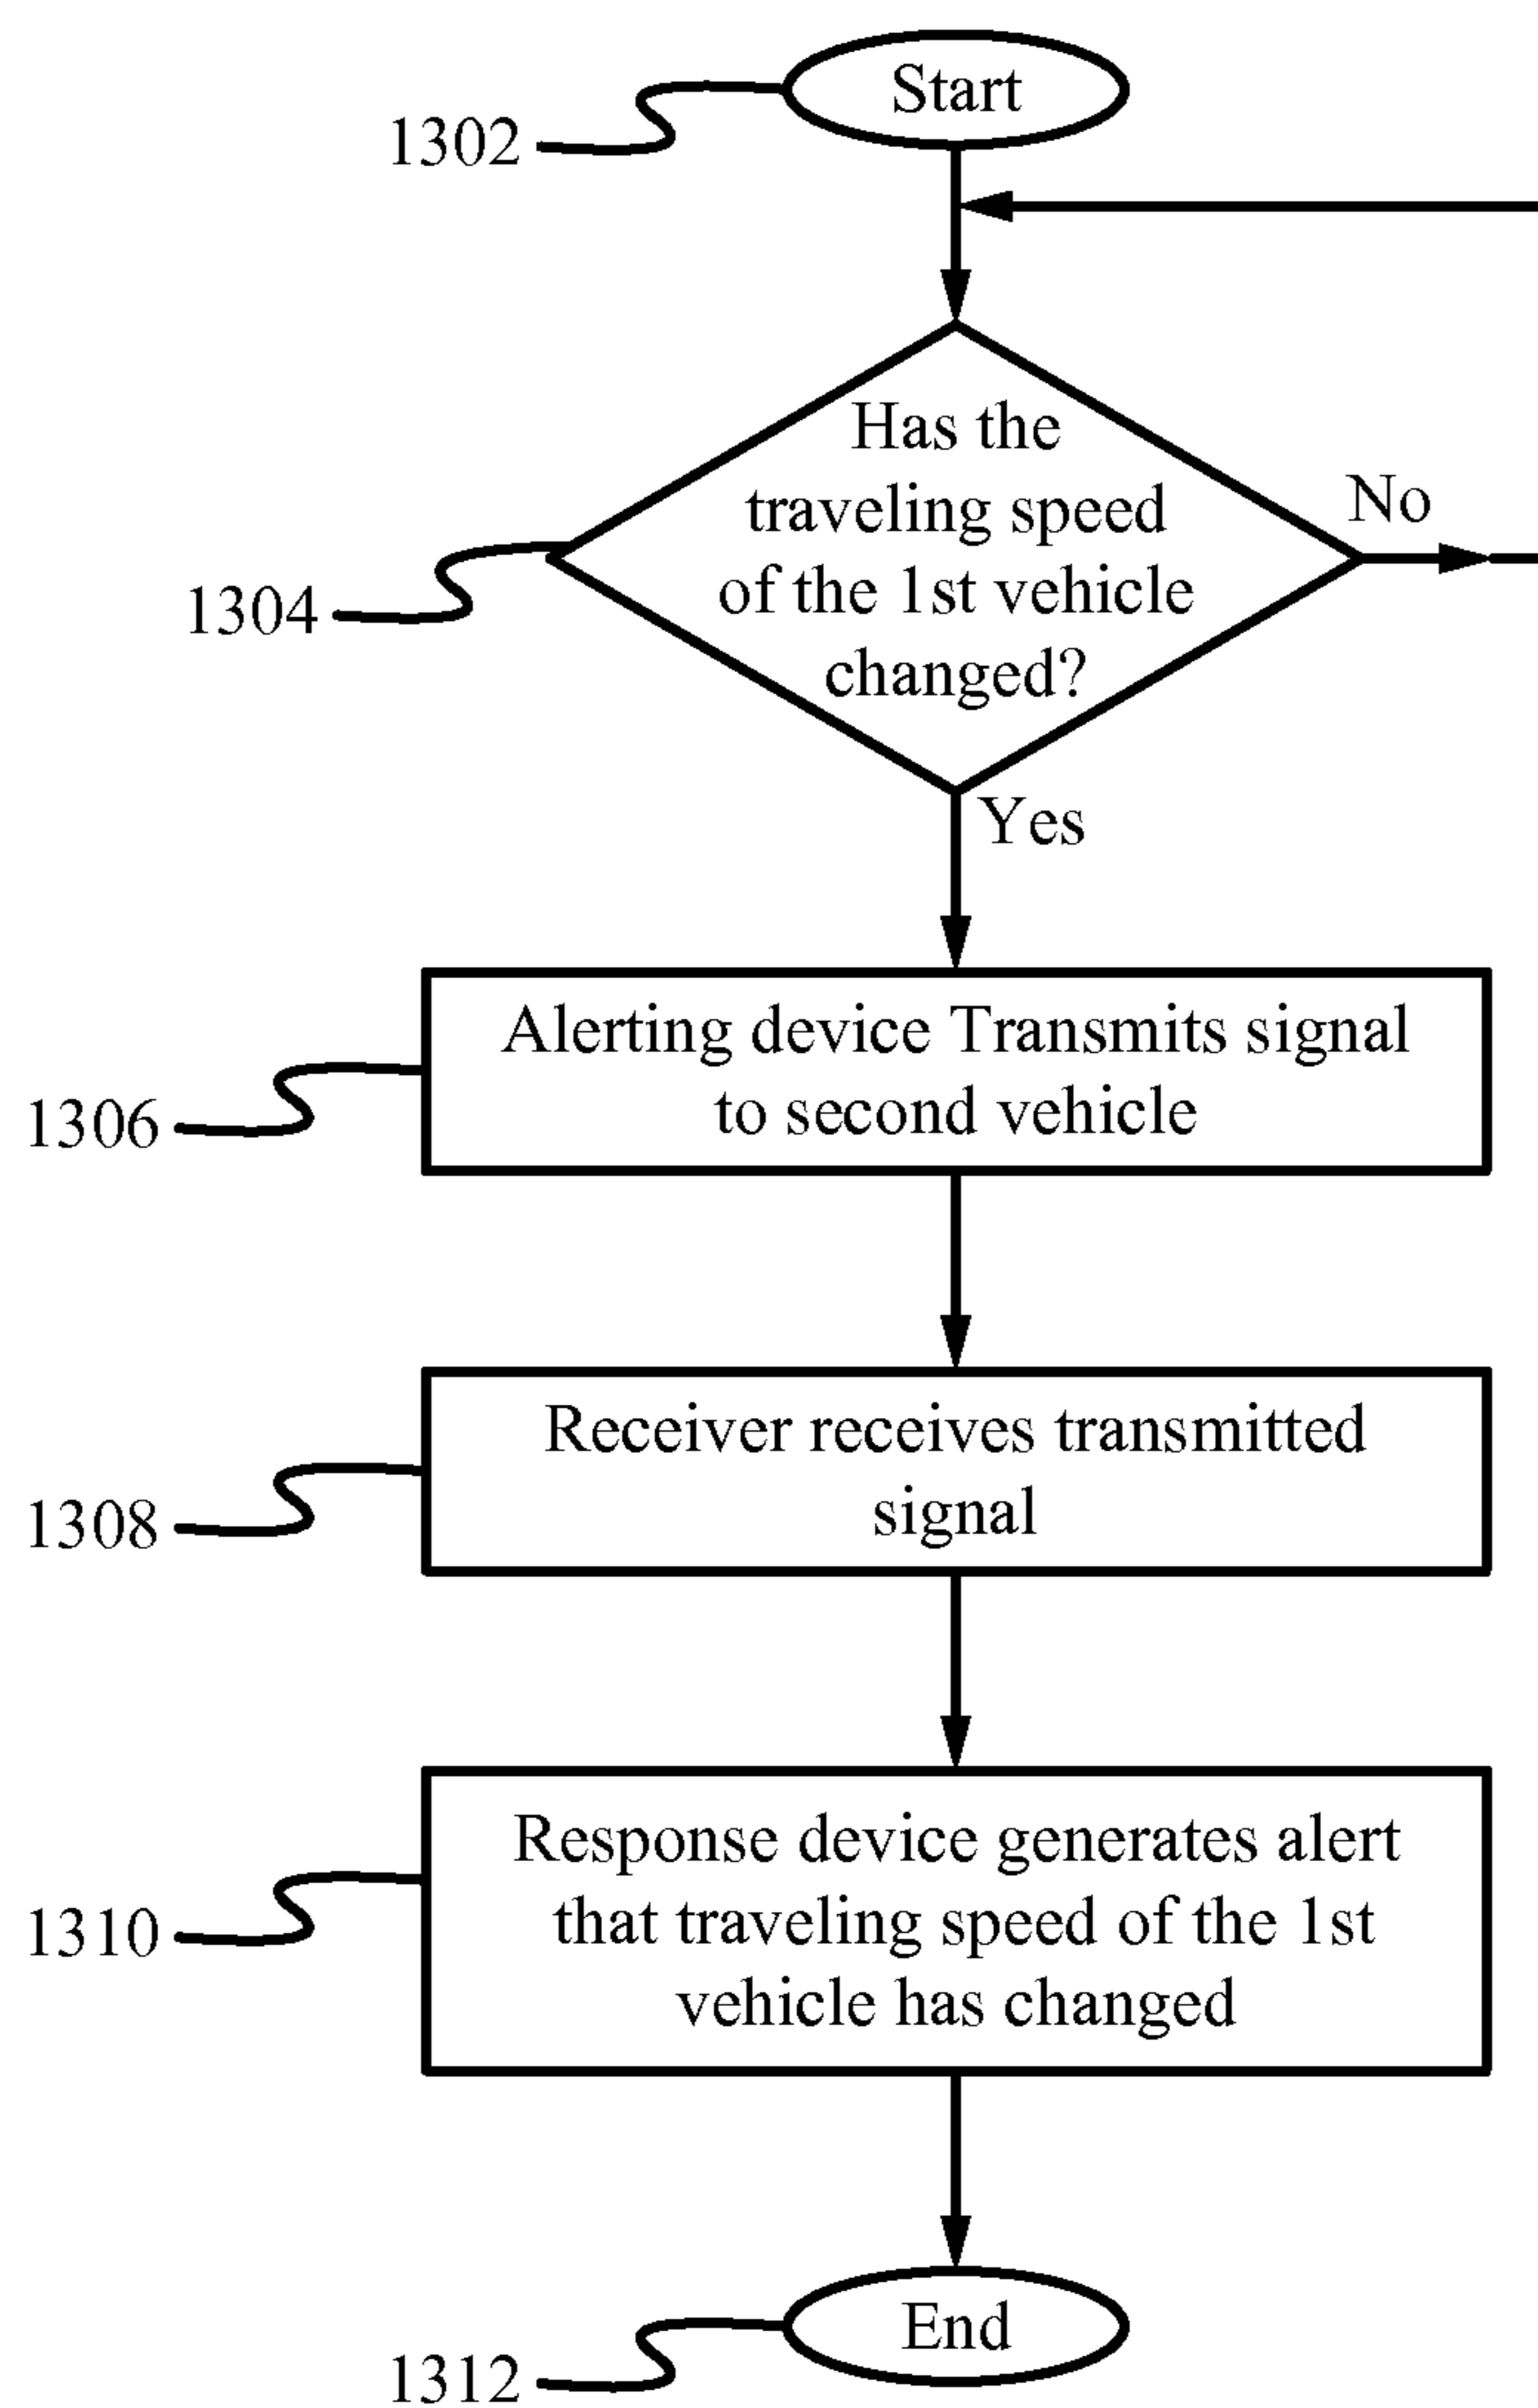 Start
1302
Has the
traveling speed
of the 1st vehicle
changed?
No
1304
Yes
Alerting device Transmits signal
to second vehicle
1306
Receiver receives transmitted
signal
1308
Response device generates alert
that traveling speed of the 1st
vehicle has changed
1310
End
1312